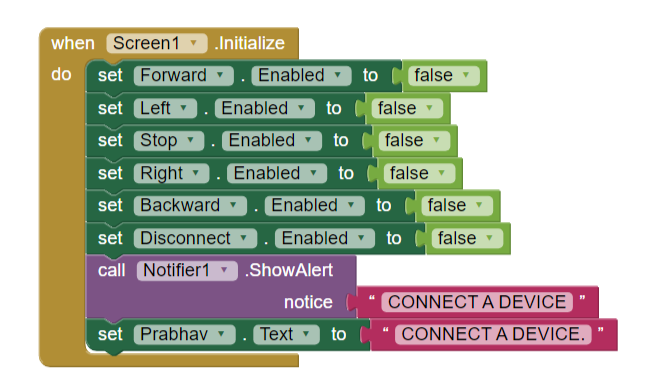 when Screen1 .Initialize
do set Forward . Enabled to false
set Left . Enabled to false
set Stop . Enabled to false
set Right . Enabled to false
set Backward . Enabled to false
set Disconnect . Enabled to false
call Notifier1 .ShowAlert
notice “ CONNECT A DEVICE ”
set Prabhav . Text to “ CONNECT A DEVICE. ”